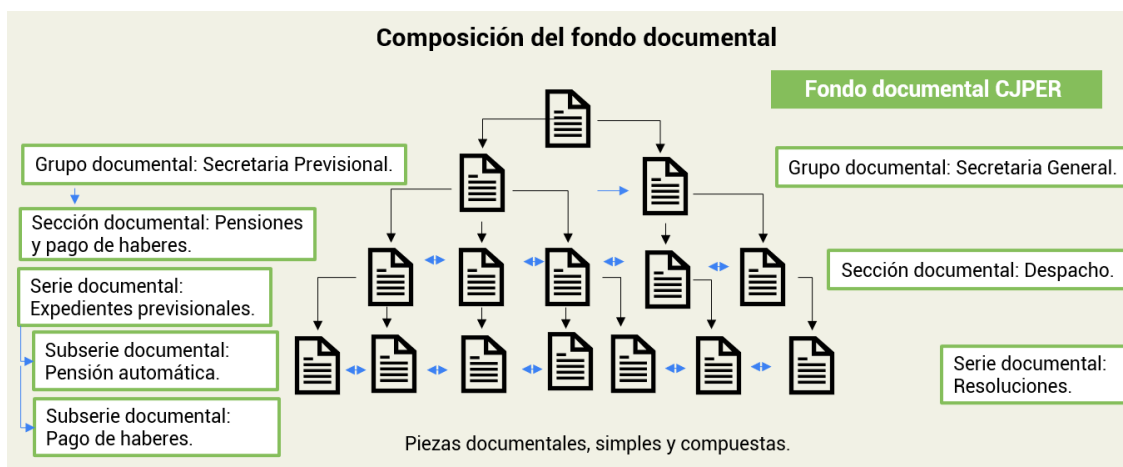 Composición del fondo documental
Fondo documental CJPER
Grupo documental: Secretaria Previsional.
Grupo documental: Secretaria General.
Sección documental: Pensiones
y pago de haberes.
Sección documental: Despacho.
Serie documental:
Expedientes previsionales.
Subserie documental:
Pensión automática.
Serie documental:
Resoluciones.
Subserie documental:
Pago de haberes.
Piezas documentales, simples y compuestas.